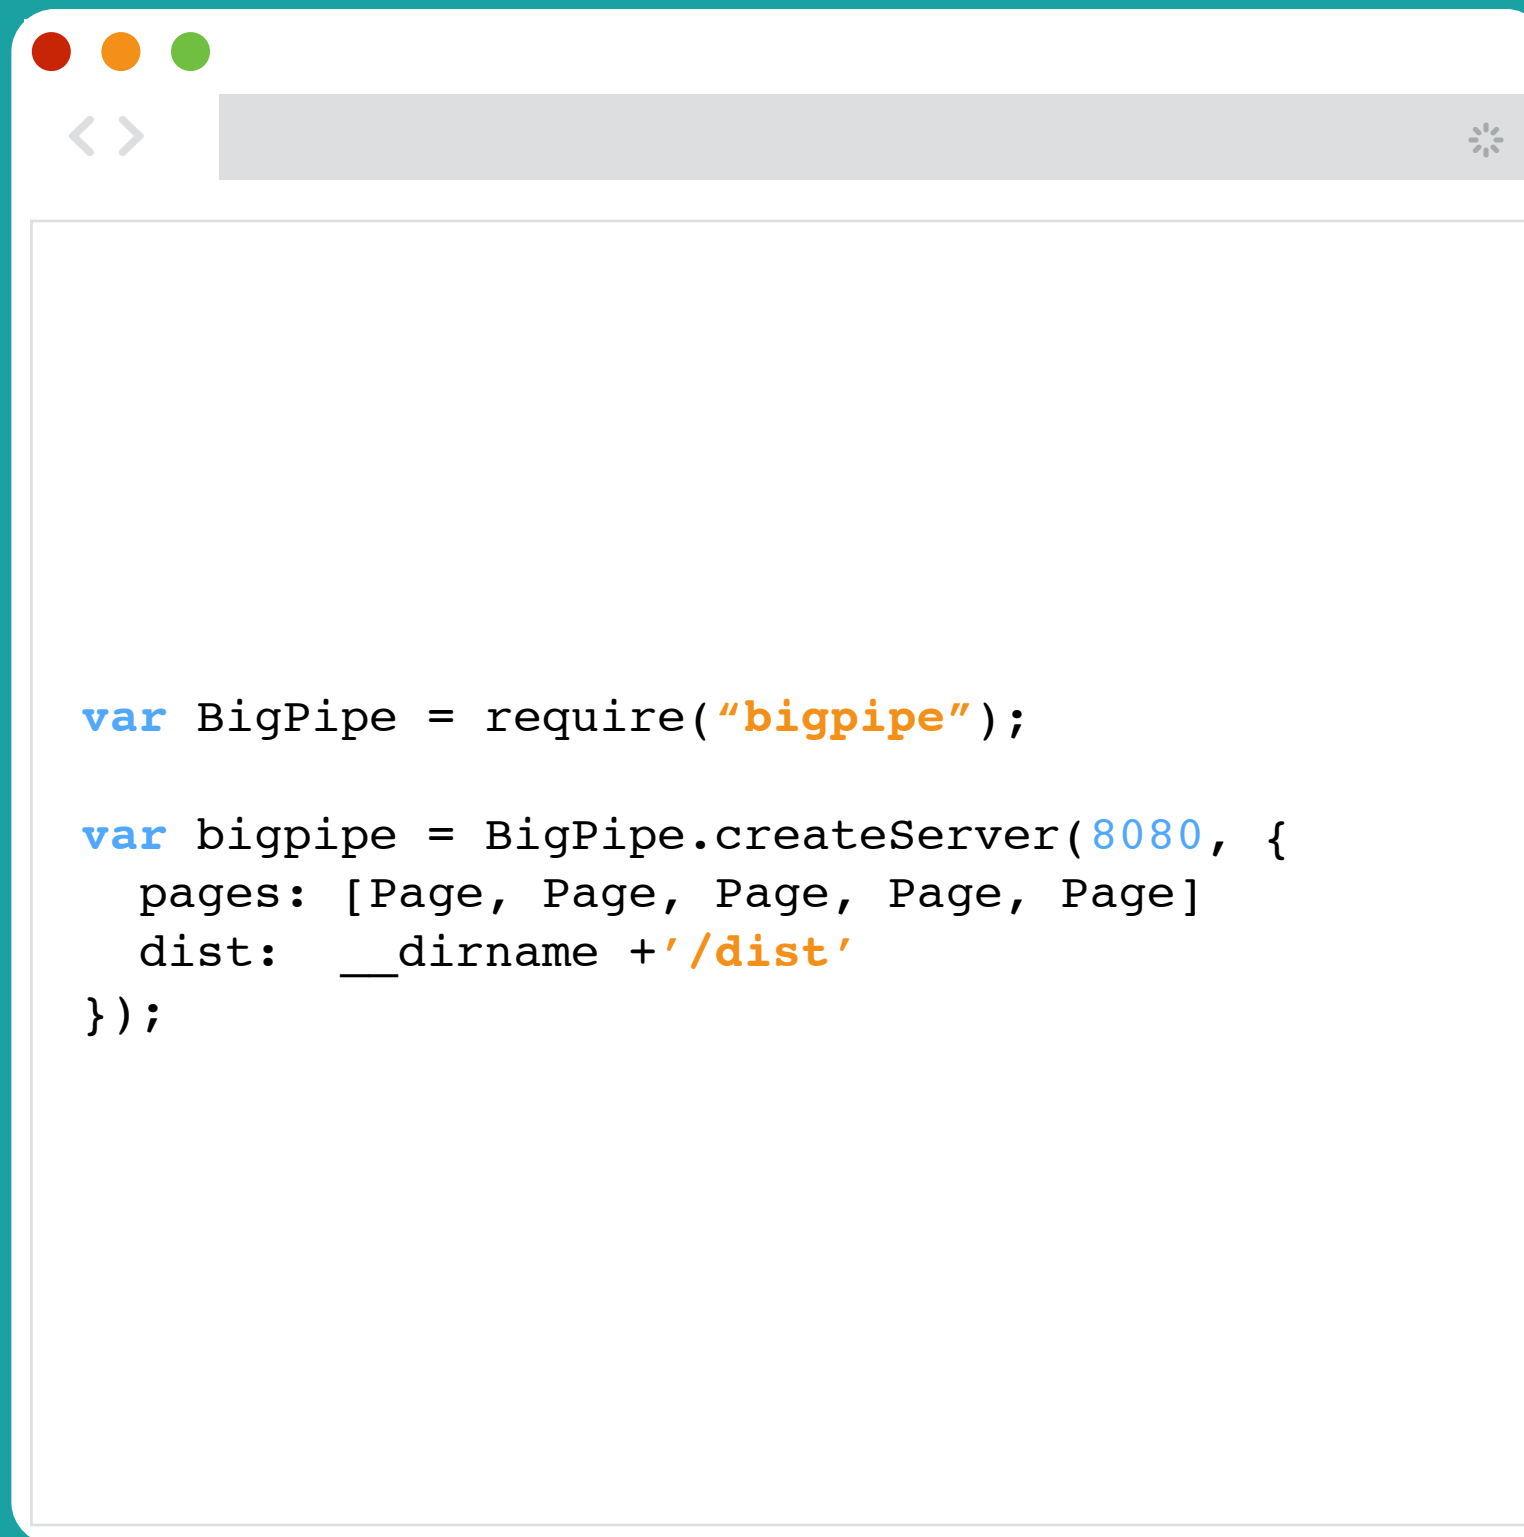 var BigPipe = require(“bigpipe”);
var bigpipe = BigPipe.createServer(8080, {
  pages: [Page, Page, Page, Page, Page]
  dist:  __dirname +’/dist’
});